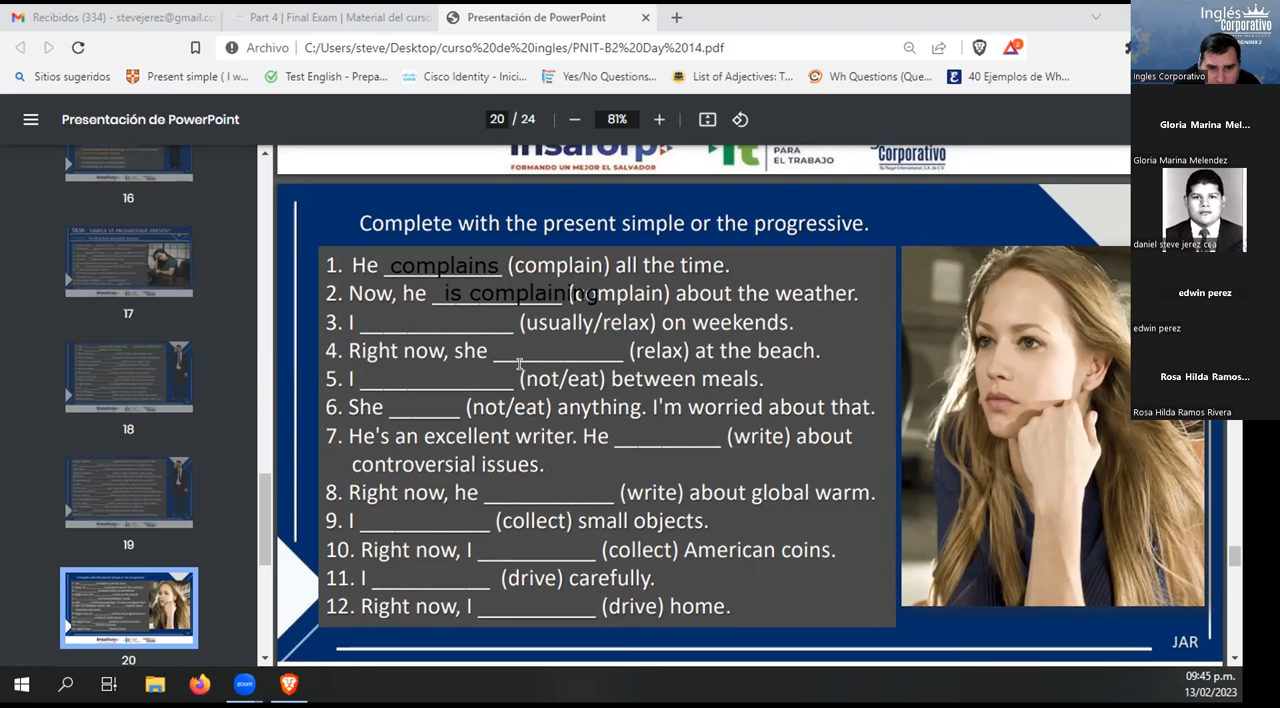 Recibidos (334) - stevejerez@gmail.co
Part 4 | Final Exam | Material del curso
Presentación de PowerPoint
Archivo
C:/Users/steve/Desktop/curso%20de%20ingles/PNIT-B2%20Day%2014.pdf
2
Sitios sugeridos
Present simple ( I w...
Test English - Prepa...
Cisco Identity - Inici...
Yes/No Questions...
List of Adjectives: T...
Wh Questions (Que...
40 Ejemplos de Wh...
Presentación de PowerPoint
20 / 24
81%
16
17
18
19
20
insaforp
FORMANDO UN MEJOR EL SALVADOR
PARA
EL TRABAJO
Corporativo
Complete with the present simple or the progressive.
1. He _complains_ (complain) all the time.
2. Now, he _is complaining_ (complain) about the weather.
3. I _____________ (usually/relax) on weekends.
4. Right now, she ___________ (relax) at the beach.
5. I _____________ (not/eat) between meals.
6. She ______ (not/eat) anything. I'm worried about that.
7. He's an excellent writer. He _________ (write) about
controversial issues.
8. Right now, he ___________ (write) about global warm.
9. I ___________ (collect) small objects.
10. Right now, I __________ (collect) American coins.
11. I __________ (drive) carefully.
12. Right now, I __________ (drive) home.
JAR
Inglés
Corporativo
Ingles Corporativo
Gloria Marina Mel...
Gloria Marina Melendez
daniel steve jerez cea
edwin perez
edwin perez
Rosa Hilda Ramos...
Rosa Hilda Ramos Rivera
zoom
09:45 p.m.
13/02/2023